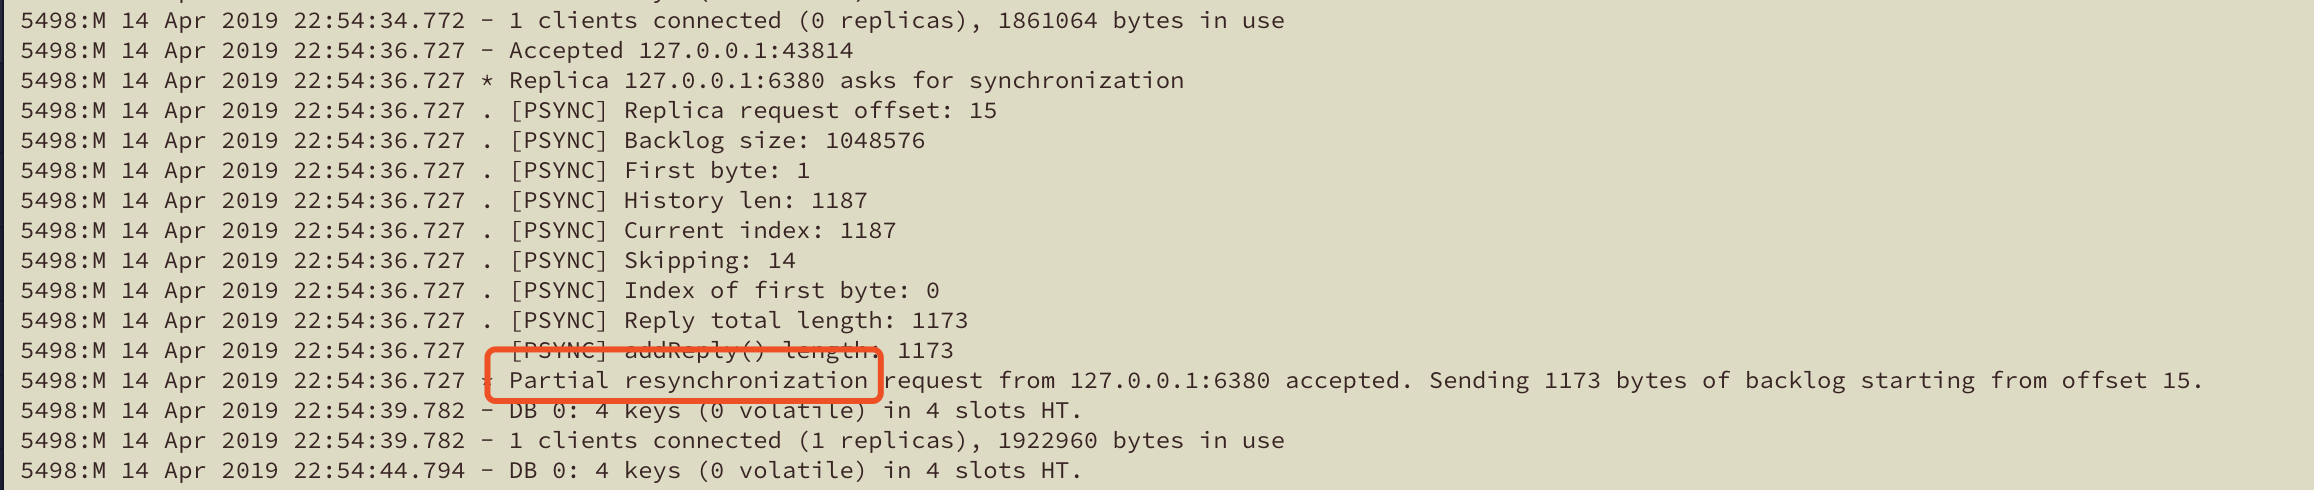 5498:M 14 Apr 2019 22:54:34.772 - 1 clients connected (0 replicas), 1861064 bytes in use
5498:M 14 Apr 2019 22:54:36.727 - Accepted 127.0.0.1:43814
5498:M 14 Apr 2019 22:54:36.727 * Replica 127.0.0.1:6380 asks for synchronization
5498:M 14 Apr 2019 22:54:36.727 . [PSYNC] Replica request offset: 15
5498:M 14 Apr 2019 22:54:36.727 . [PSYNC] Backlog size: 1048576
5498:M 14 Apr 2019 22:54:36.727 . [PSYNC] First byte: 1
5498:M 14 Apr 2019 22:54:36.727 . [PSYNC] History len: 1187
5498:M 14 Apr 2019 22:54:36.727 . [PSYNC] Current index: 1187
5498:M 14 Apr 2019 22:54:36.727 . [PSYNC] Skipping: 14
5498:M 14 Apr 2019 22:54:36.727 . [PSYNC] Index of first byte: 0
5498:M 14 Apr 2019 22:54:36.727 . [PSYNC] Reply total length: 1173
5498:M 14 Apr 2019 22:54:36.727 [PSYNC] addReply() length: 1173
5498:M 14 Apr 2019 22:54:36.727 * Partial resynchronization request from 127.0.0.1:6380 accepted. Sending 1173 bytes of backlog starting from offset 15.
5498:M 14 Apr 2019 22:54:39.782 - DB 0: 4 keys (0 volatile) in 4 slots HT.
5498:M 14 Apr 2019 22:54:39.782 - 1 clients connected (1 replicas), 1922960 bytes in use
5498:M 14 Apr 2019 22:54:44.794 - DB 0: 4 keys (0 volatile) in 4 slots HT.